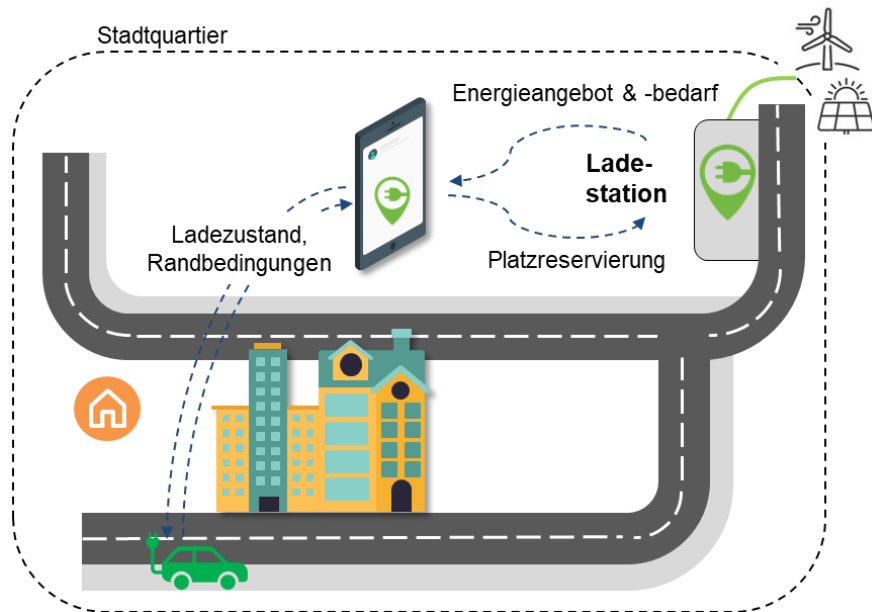 Stadtquartier
Energieangebot & -bedarf
Lade-
station
Ladezustand,
Randbedingungen
Platzreservierung